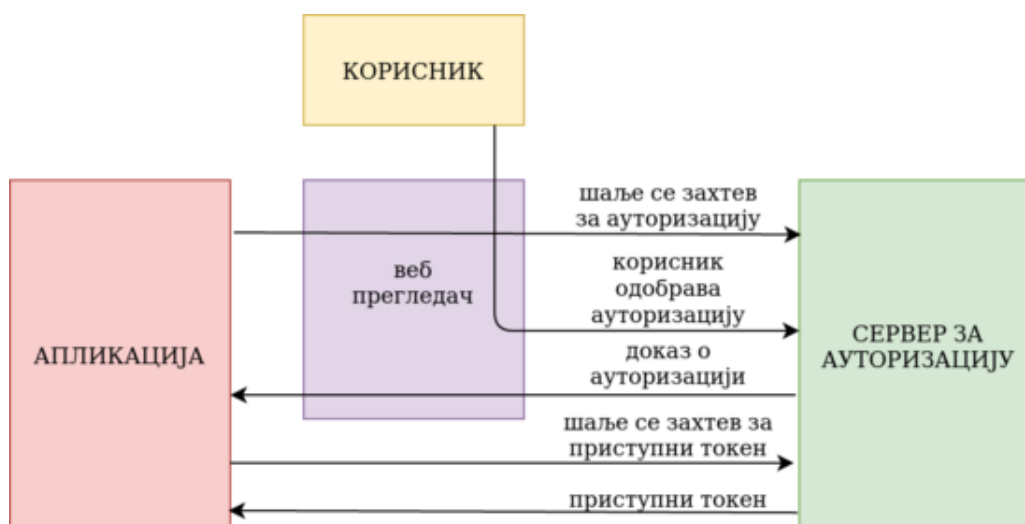 КОРИСНИК
шаље се захтев
за ауторизацију
веб
прегледач
корисник
одобрава
ауторизацију
АПЛИКАЦИЈА
СЕРВЕР ЗА
АУТОРИЗАЦИЈУ
доказ о
ауторизацији
шаље се захтев за
приступни токен
приступни токен